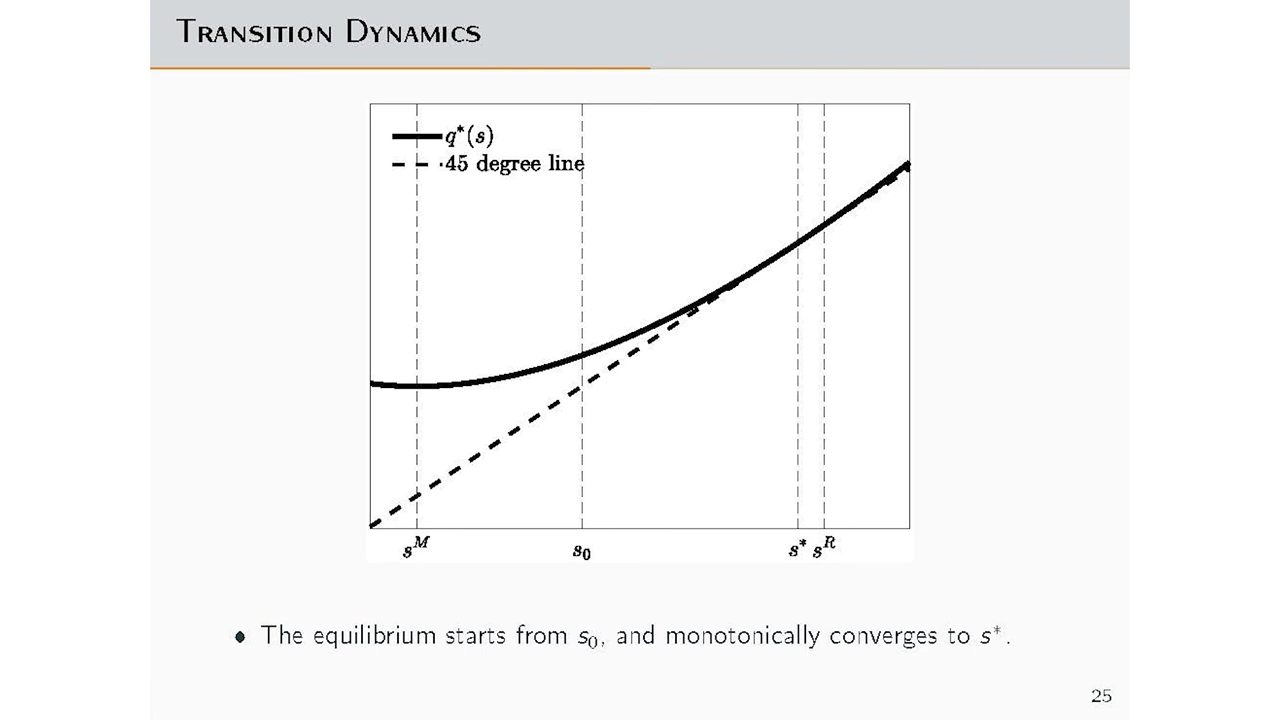 Transition Dynamics
q*(s)
45 degree line
s^M
s_0
s*
s^R
• The equilibrium starts from s_0, and monotonically converges to s*.
25